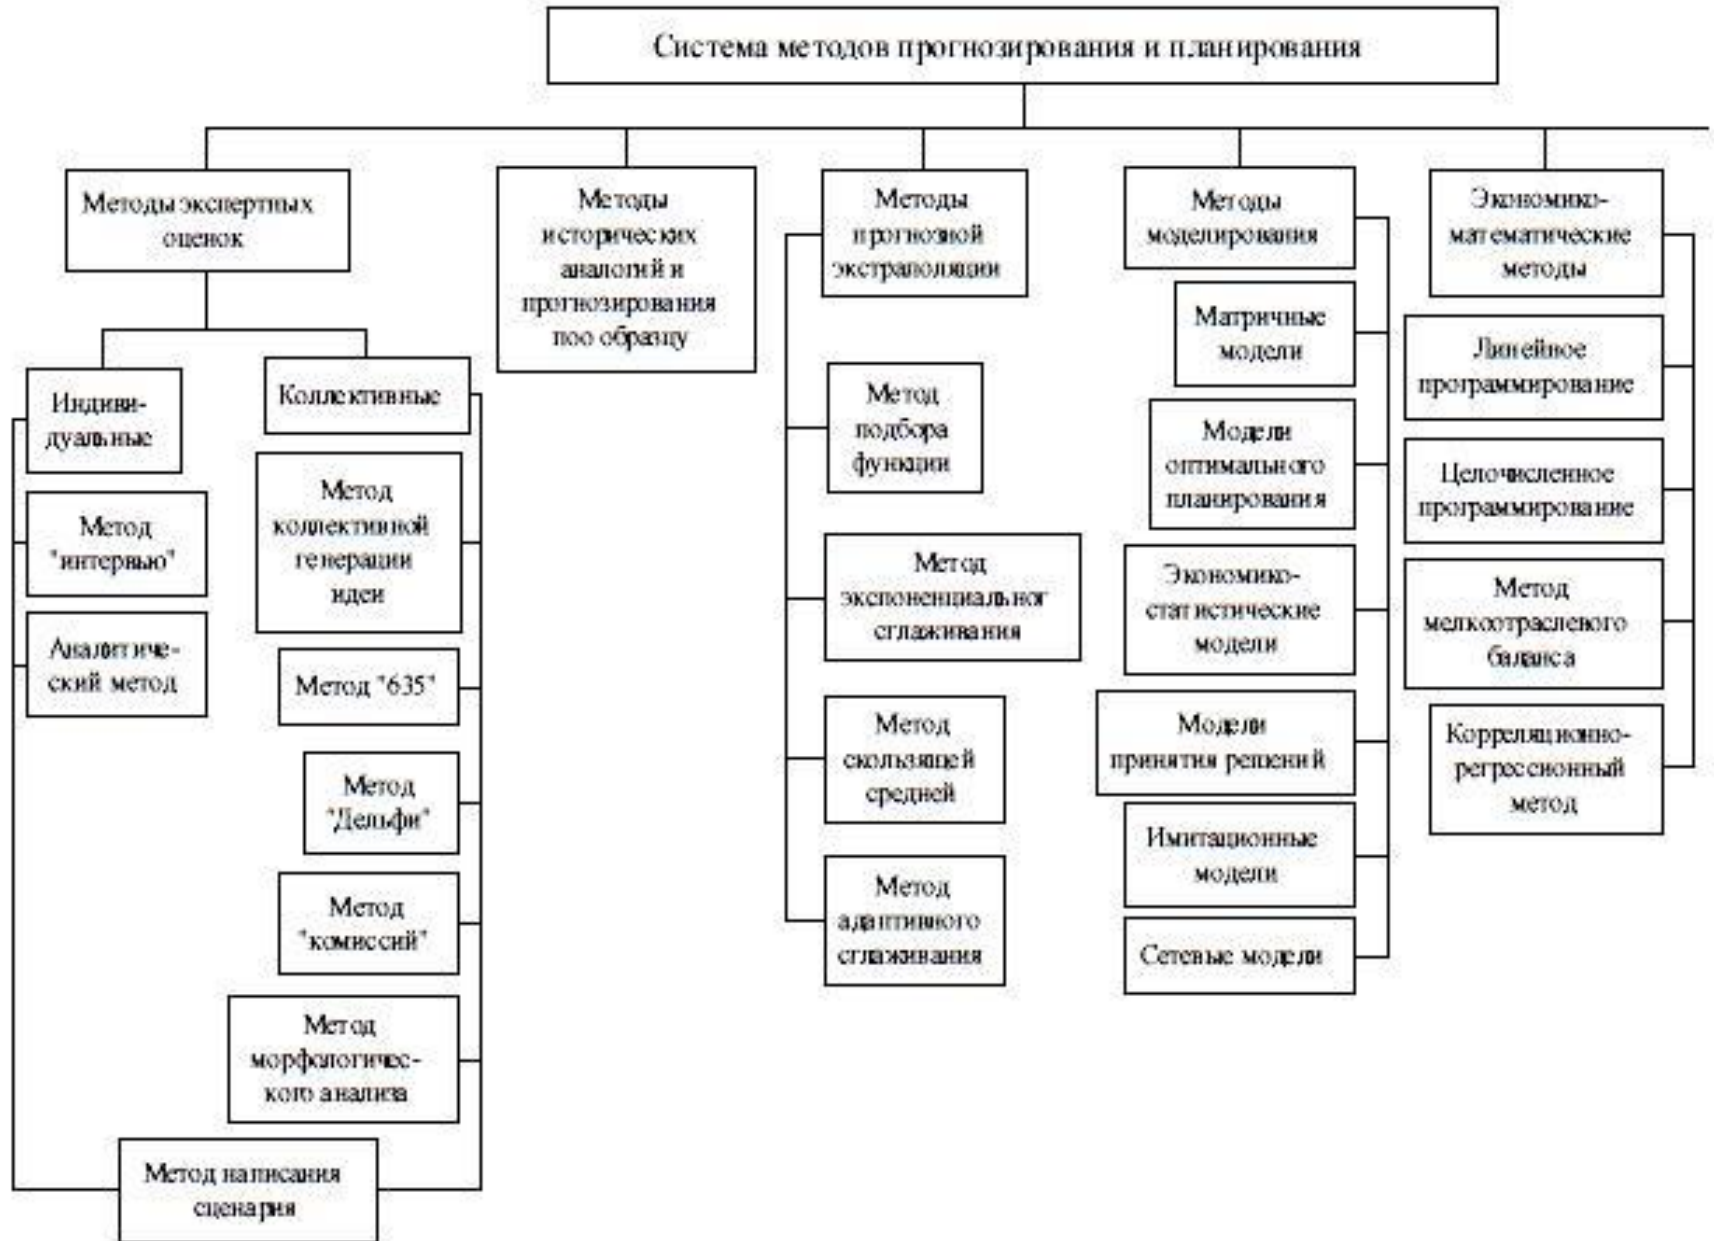 Система методов прогнозирования и планирования
Методы экспертных
оценок
Индиви-
дуальные
Метод
"интервью"
Аналитиче-
ский метод
Коллективные
Метод
коллективной
генерации
идеи
Метод "635"
Метод
"Дельфи"
Метод
"комиссий"
Метод
морфологичес-
кого анализа
Метод написания
сценария
Методы
исторических
аналогий и
прогнозирования
поо образцу
Методы
прогнозной
экстраполяции
Метод
подбора
функции
Метод
экспоненциальног
сглаживания
Метод
скользящей
средней
Метод
адаптивного
сглаживания
Методы
моделирования
Матричные
модели
Модели
оптимального
планирования
Экономико-
статистические
модели
Модели
принятия решений
Имитационные
модели
Сетевые модели
Экономико-
математические
методы
Линейное
программирование
Целочисленное
программирование
Метод
мелкоотраслевого
баланса
Корреляционно-
регрессионный
метод